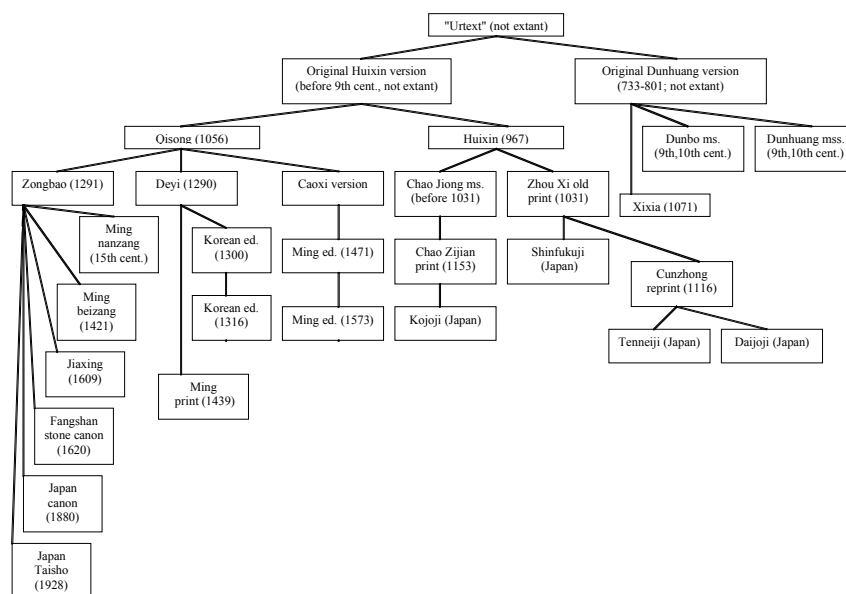 "Urtext" (not extant)
Original Huixin version
(before 9th cent., not extant)
Original Dunhuang version
(733-801; not extant)
Qisong (1056)
Huixin (967)
Dunbo ms.
(9th,10th cent.)
Dunhuang mss.
(9th,10th cent.)
Zongbao (1291)
Deyi (1290)
Caoxi version
Chao Jiong ms.
(before 1031)
Zhou Xi old
print (1031)
Xixia (1071)
Ming
nanzang
(15th cent.)
Korean ed.
(1300)
Ming ed. (1471)
Chao Zijian
print (1153)
Shinfukuji
(Japan)
Cunzhong
reprint (1116)
Ming
beizang
(1421)
Korean ed.
(1316)
Ming ed. (1573)
Kojoji (Japan)
Tenneiji (Japan)
Daijoji (Japan)
Jiaxing
(1609)
Ming
print (1439)
Fangshan
stone canon
(1620)
Japan
canon
(1880)
Japan
Taisho
(1928)